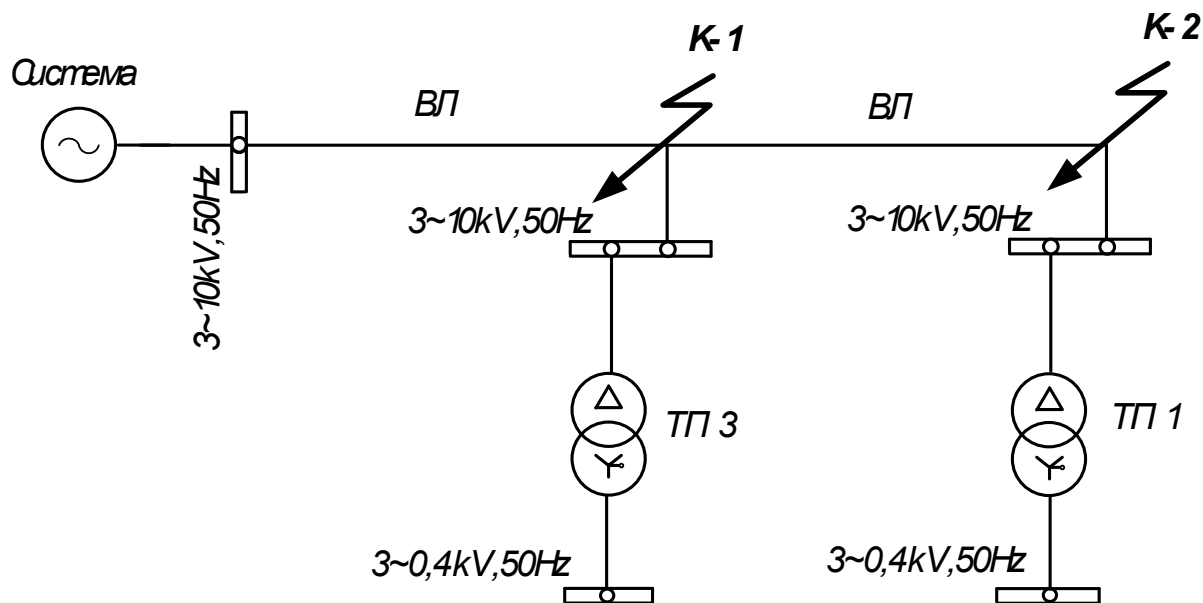 K-1
K-2
Система
ВЛ
ВЛ
3~10kV,50Hz
3~10kV,50Hz
3~10kV,50Hz
ТП 3
ТП 1
3~0,4kV,50Hz
3~0,4kV,50Hz